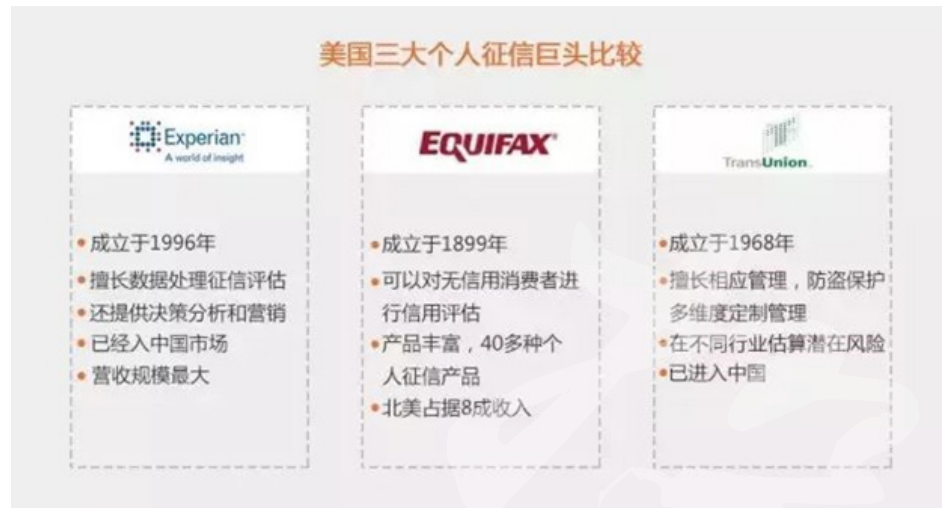 美国三大个人征信巨头比较
Experian
A world of insight
•成立于1996年
•擅长数据处理征信评估
•还提供决策分析和营销
•已经入中国市场
•营收规模最大
EQUIFAX
•成立于1899年
•可以对无信用消费者进
行信用评估
•产品丰富，40多种个
人征信产品
•北美占据8成收入
TransUnion
•成立于1968年
•擅长相应管理，防盗保护
多维度定制管理
•在不同行业估算潜在风险
•已进入中国